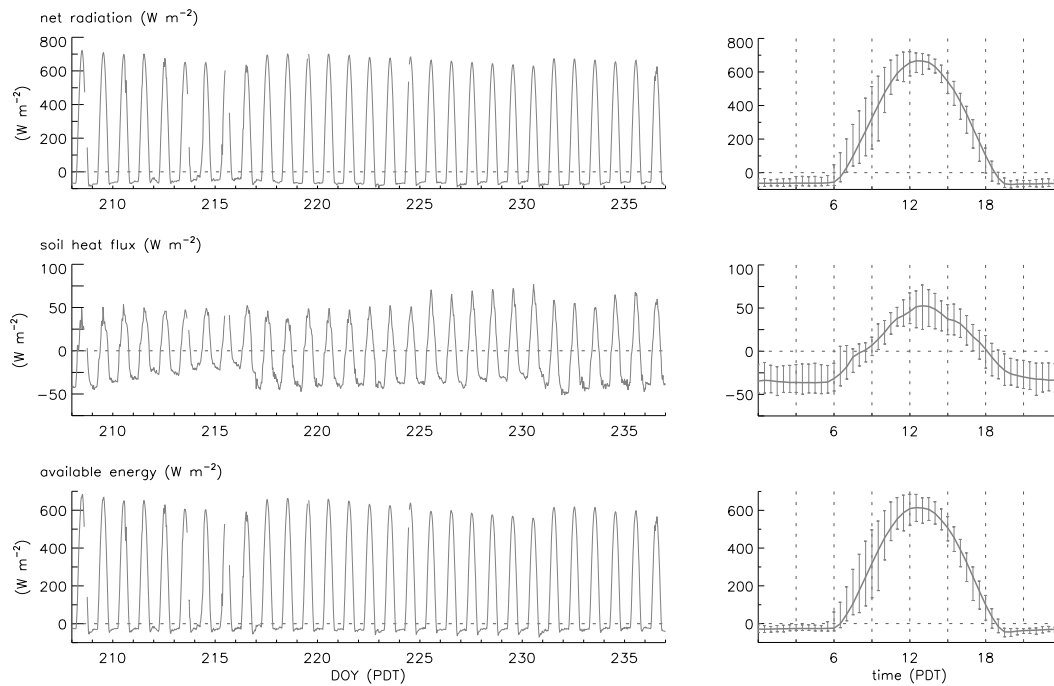 net radiation (W m⁻²)
800
600
400
200
0
(W m⁻²)
210 215 220 225 230 235
800
600
400
200
0
6 12 18
soil heat flux (W m⁻²)
100
50
0
−50
(W m⁻²)
210 215 220 225 230 235
100
50
0
−50
6 12 18
available energy (W m⁻²)
600
400
200
0
(W m⁻²)
210 215 220 225 230 235
DOY (PDT)
600
400
200
0
6 12 18
time (PDT)